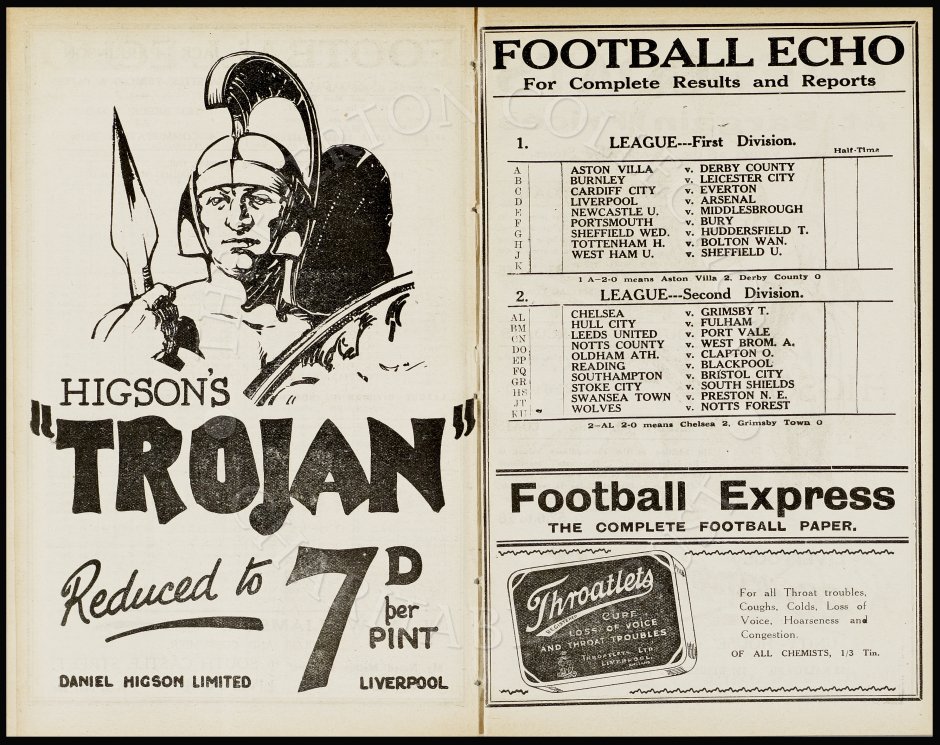 HIGSON'S
"TROJAN"
Reduced to 7D
per
PINT
DANIEL HIGSON LIMITED LIVERPOOL
FOOTBALL ECHO
For Complete Results and Reports
1. LEAGUE---First Division. Half-Time
A ASTON VILLA v. DERBY COUNTY
B BURNLEY v. LEICESTER CITY
C CARDIFF CITY v. EVERTON
D LIVERPOOL v. ARSENAL
E NEWCASTLE U. v. MIDDLESBROUGH
F PORTSMOUTH v. BURY
G SHEFFIELD WED. v. HUDDERSFIELD T.
H TOTTENHAM H. v. BOLTON WAN.
J WEST HAM U. v. SHEFFIELD U.
K
1 A-2-0 means Aston Villa 2, Derby County 0
2. LEAGUE---Second Division.
AL CHELSEA v. GRIMSBY T.
BM HULL CITY v. FULHAM
CN LEEDS UNITED v. PORT VALE
DO NOTTS COUNTY v. WEST BROM. A.
EP OLDHAM ATH. v. CLAPTON O.
FQ READING v. BLACKPOOL
GR SOUTHAMPTON v. BRISTOL CITY
HS STOKE CITY v. SOUTH SHIELDS
JT SWANSEA TOWN v. PRESTON N. E.
KU WOLVES v. NOTTS FOREST
2-AL 2-0 means Chelsea 2, Grimsby Town 0
Football Express
THE COMPLETE FOOTBALL PAPER.
Throatlets
REGISTERED
CURE
LOSS OF VOICE
AND THROAT TROUBLES
THROATLETS, LTD
LIVERPOOL.
For all Throat troubles,
Coughs, Colds, Loss of
Voice, Hoarseness and
Congestion.
OF ALL CHEMISTS, 1/3 Tin.